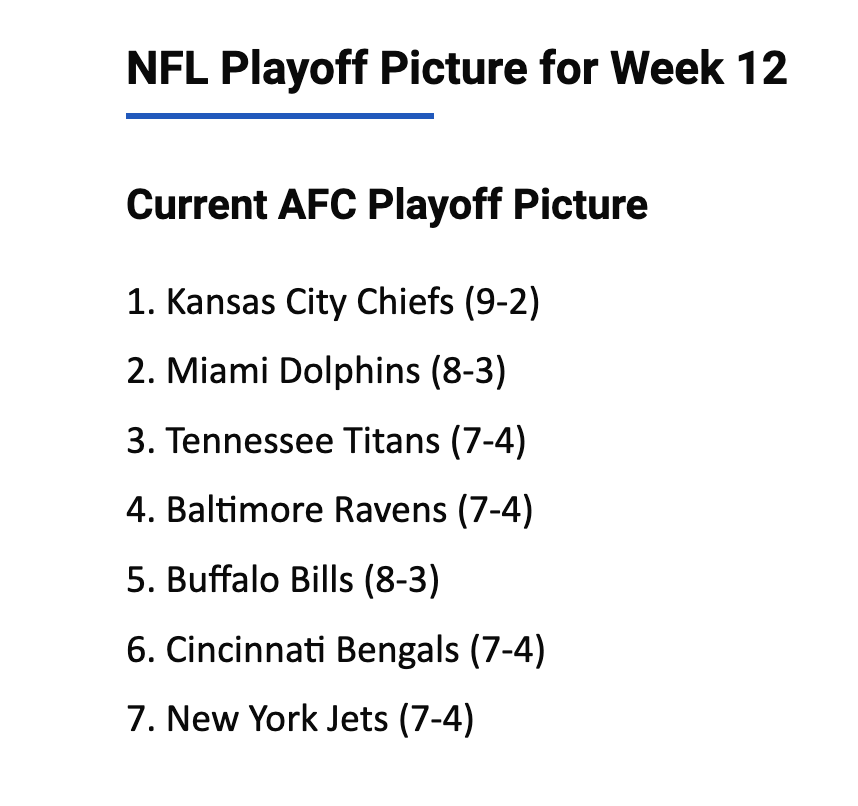 NFL Playoff Picture for Week 12
Current AFC Playoff Picture
1. Kansas City Chiefs (9-2)
2. Miami Dolphins (8-3)
3. Tennessee Titans (7-4)
4. Baltimore Ravens (7-4)
5. Buffalo Bills (8-3)
6. Cincinnati Bengals (7-4)
7. New York Jets (7-4)